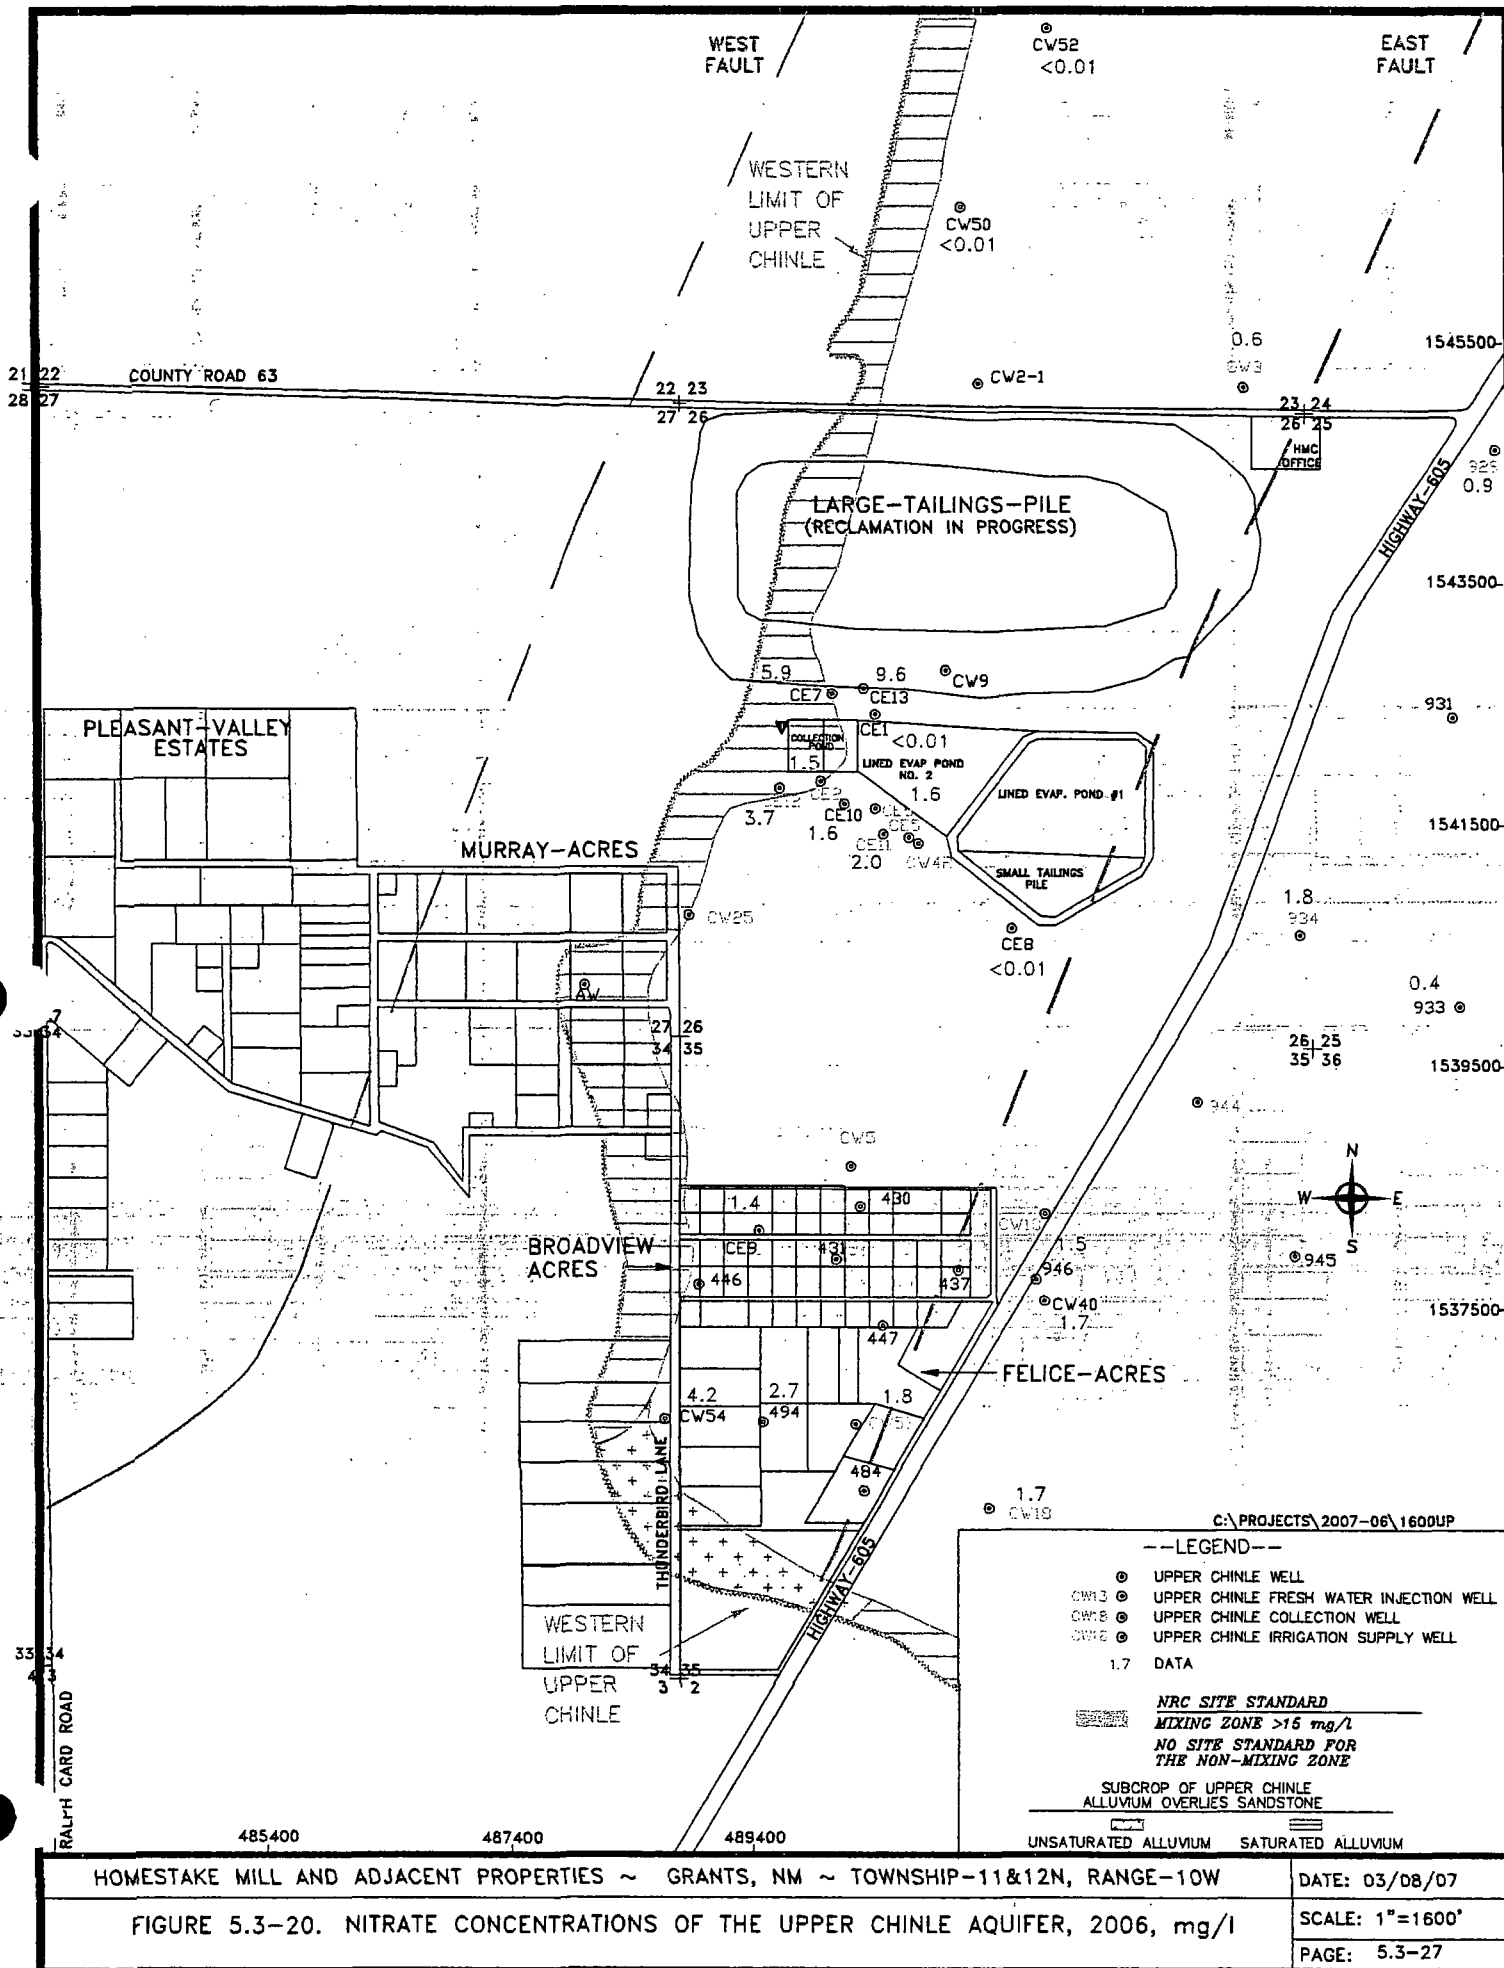 WEST
FAULT
CW52
<0.01
EAST
FAULT
WESTERN
LIMIT OF
UPPER
CHINLE
CW50
<0.01
0.6
CW3
1545500
21 22
28 27
COUNTY ROAD 63
22 23
27 26
CW2-1
23 24
26 25
HMC
OFFICE
HIGHWAY-605
0.9
LARGE-TAILINGS-PILE
(RECLAMATION IN PROGRESS)
1543500
5.9
CE7
9.6
CE13
CW9
CE1
<0.01
931
PLEASANT-VALLEY
ESTATES
COLLECTION
POND
1.5
LINED EVAP POND
NO. 2
1.6
LINED EVAP. POND #1
CE12
CE2
3.7
CE10
1.6
CE5
CE11
2.0
1541500
MURRAY-ACRES
SMALL TAILINGS
PILE
CW25
1.8
934
CE8
<0.01
AW
0.4
933
33 34
27 26
34 35
26 25
35 36
1539500
944
CW5
N
W E
S
1.4
430
CE9
431
BROADVIEW
ACRES
446
437
1.5
946
945
CW40
1.7
1537500
447
FELICE-ACRES
4.2
CW54
2.7
494
1.8
484
THUNDERBIRD LANE
1.7
CW18
HIGHWAY-605
WESTERN
LIMIT OF
UPPER
CHINLE
33 34
4 3
34 35
3 2
RALPH CARD ROAD
C:\PROJECTS\2007-06\1600UP
--LEGEND--
UPPER CHINLE WELL
CW13 UPPER CHINLE FRESH WATER INJECTION WELL
UPPER CHINLE COLLECTION WELL
UPPER CHINLE IRRIGATION SUPPLY WELL
1.7 DATA
NRC SITE STANDARD
MIXING ZONE >15 mg/l
NO SITE STANDARD FOR
THE NON-MIXING ZONE
SUBCROP OF UPPER CHINLE
ALLUVIUM OVERLIES SANDSTONE
UNSATURATED ALLUVIUM SATURATED ALLUVIUM
485400
487400
489400
HOMESTAKE MILL AND ADJACENT PROPERTIES ~ GRANTS, NM ~ TOWNSHIP-11&12N, RANGE-10W
DATE: 03/08/07
FIGURE 5.3-20. NITRATE CONCENTRATIONS OF THE UPPER CHINLE AQUIFER, 2006, mg/l
SCALE: 1"=1600'
PAGE: 5.3-27